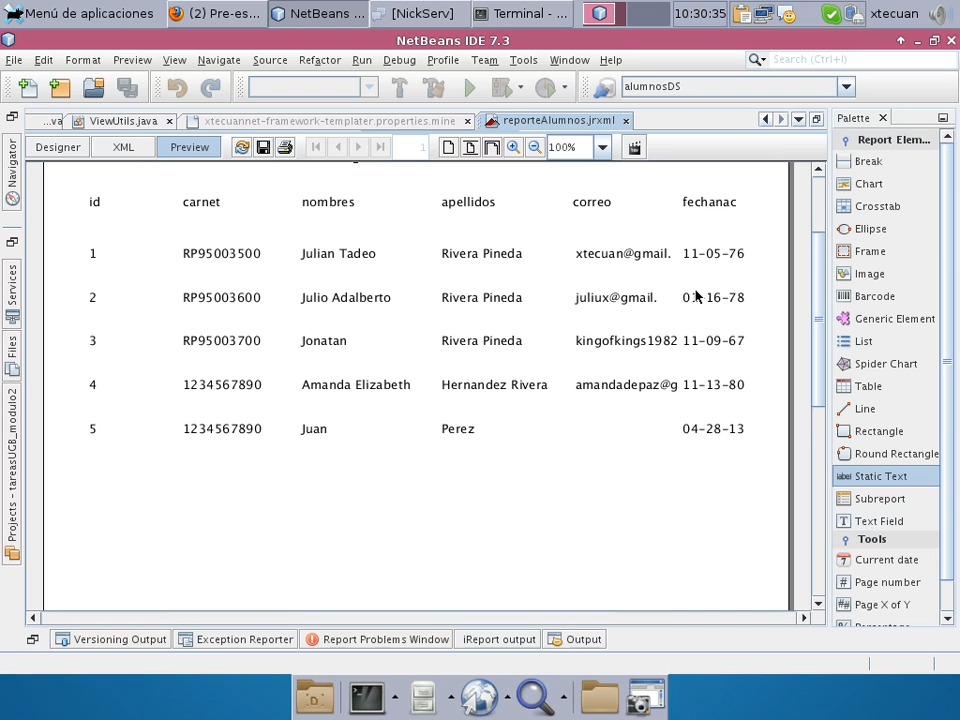 Menú de aplicaciones (2) Pre-es... NetBeans ... [NickServ] Terminal - ... 10:30:35 xtecuan
NetBeans IDE 7.3
File Edit Format Preview View Navigate Source Refactor Run Debug Profile Team Tools Window Help Search (Ctrl+I)
alumnosDS
...va ViewUtils.java xtecuannet-framework-templater.properties.mine reporteAlumnos.jrxml Palette
Designer XML Preview 1 100%
Report Elem...
Break
Chart
Crosstab
Ellipse
Frame
Image
Barcode
Generic Element
List
Spider Chart
Table
Line
Rectangle
Round Rectangle
label Static Text
Subreport
T Text Field
Tools
7 Current date
# Page number
## Page X of Y
Navigator
Services
Files
Projects - tareasUGB_modulo2
id carnet nombres apellidos correo fechanac
1 RP95003500 Julian Tadeo Rivera Pineda xtecuan@gmail. 11-05-76
2 RP95003600 Julio Adalberto Rivera Pineda juliux@gmail. 16-78
3 RP95003700 Jonatan Rivera Pineda kingofkings1982 11-09-67
4 1234567890 Amanda Elizabeth Hernandez Rivera amandadepaz@g 11-13-80
5 1234567890 Juan Perez 04-28-13
Versioning Output Exception Reporter Report Problems Window iReport output Output